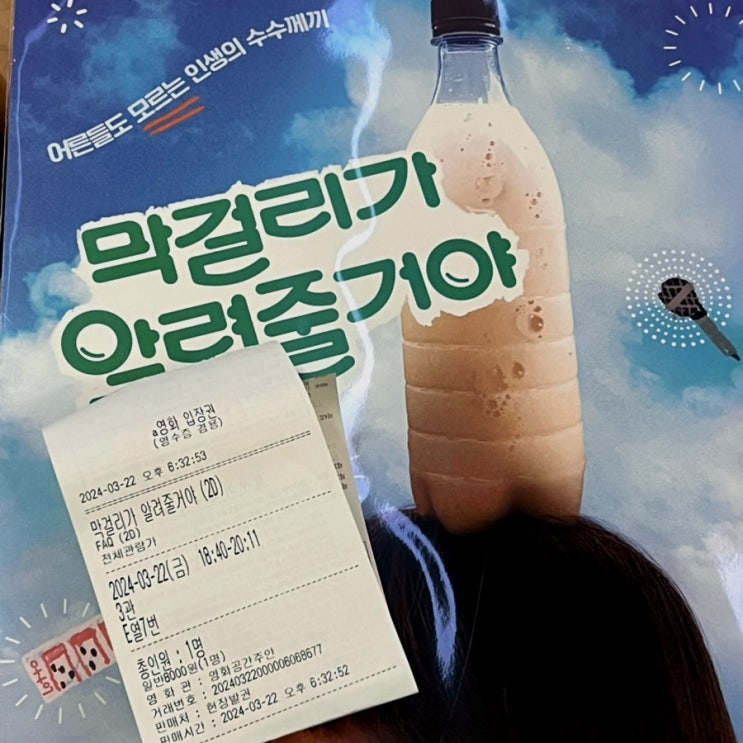 어른들도 모르는 인생의 수수께끼
막걸리가
알려줄거야
영화 입장권
(영수증 겸용)
2024-03-22 오후 6:32:53
막걸리가 알려줄거야 (2D)
FAQ (2D)
전체관람가
2024-03-22(금) 18:40-20:11
3관
E열7번
총인원 : 1명
일반8000원(1명)
영화관 : 영화공간주인
거래번호 : 20240322000006068677
판매처 : 현장발권
판매시간 : 2024-03-22 오후 6:32:52